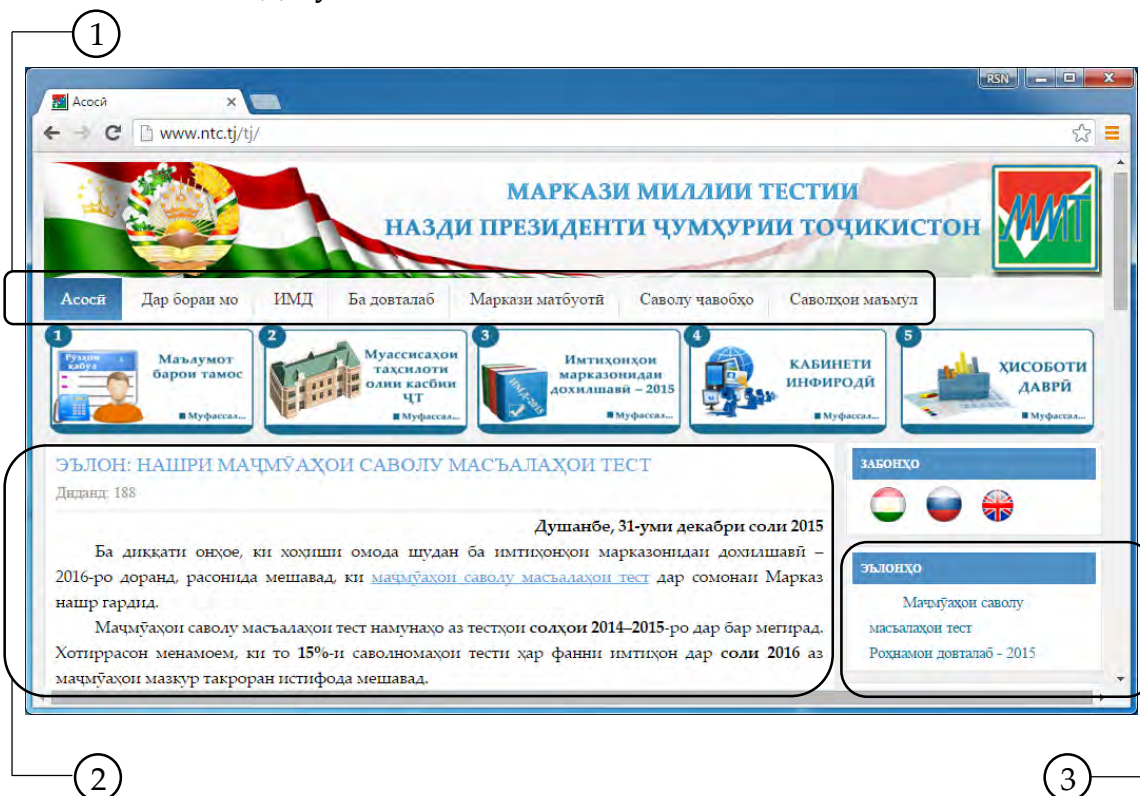 1
RSN
Асосӣ
www.ntc.tj/tj/
МАРКАЗИ МИЛЛИИ ТЕСТИИ
НАЗДИ ПРЕЗИДЕНТИ ҶУМҲУРИИ ТОҶИКИСТОН
ММТ
Асосӣ Дар бораи мо ИМД Ба довталаб Маркази матбуотӣ Саволу ҷавобҳо Саволҳои маъмул
1
Рӯзҳои
қабул
Маълумот
барои тамос
Муфассал...
2
Муассисаҳои
таҳсилоти
олии касбии
ҶТ
Муфассал...
3
ИМД-2015
Имтиҳонҳои
марказонидаи
дохилшавӣ – 2015
Муфассал...
4
КАБИНЕТИ
ИНФИРОДӢ
Муфассал...
5
ҲИСОБОТИ
ДАВРӢ
Муфассал...
ЭЪЛОН: НАШРИ МАҶМӮАҲОИ САВОЛУ МАСЪАЛАҲОИ ТЕСТ
Диданд: 188
Душанбе, 31-уми декабри соли 2015
Ба диққати онҳое, ки хоҳиши омода шудан ба имтиҳонҳои марказонидаи дохилшавӣ –
2016-ро доранд, расонида мешавад, ки маҷмӯаҳои саволу масъалаҳои тест дар сомонаи Марказ
нашр гардид.
Маҷмӯаҳои саволу масъалаҳои тест намунаҳо аз тестҳои солҳои 2014–2015-ро дар бар мегирад.
Хотиррасон менамоем, ки то 15%-и саволномаҳои тести ҳар фанни имтиҳон дар соли 2016 аз
маҷмӯаҳои мазкур такроран истифода мешавад.
ЗАБОНҲО
ЭЪЛОНҲО
Маҷмӯаҳои саволу
масъалаҳои тест
Роҳнамои довталаб - 2015
2
3